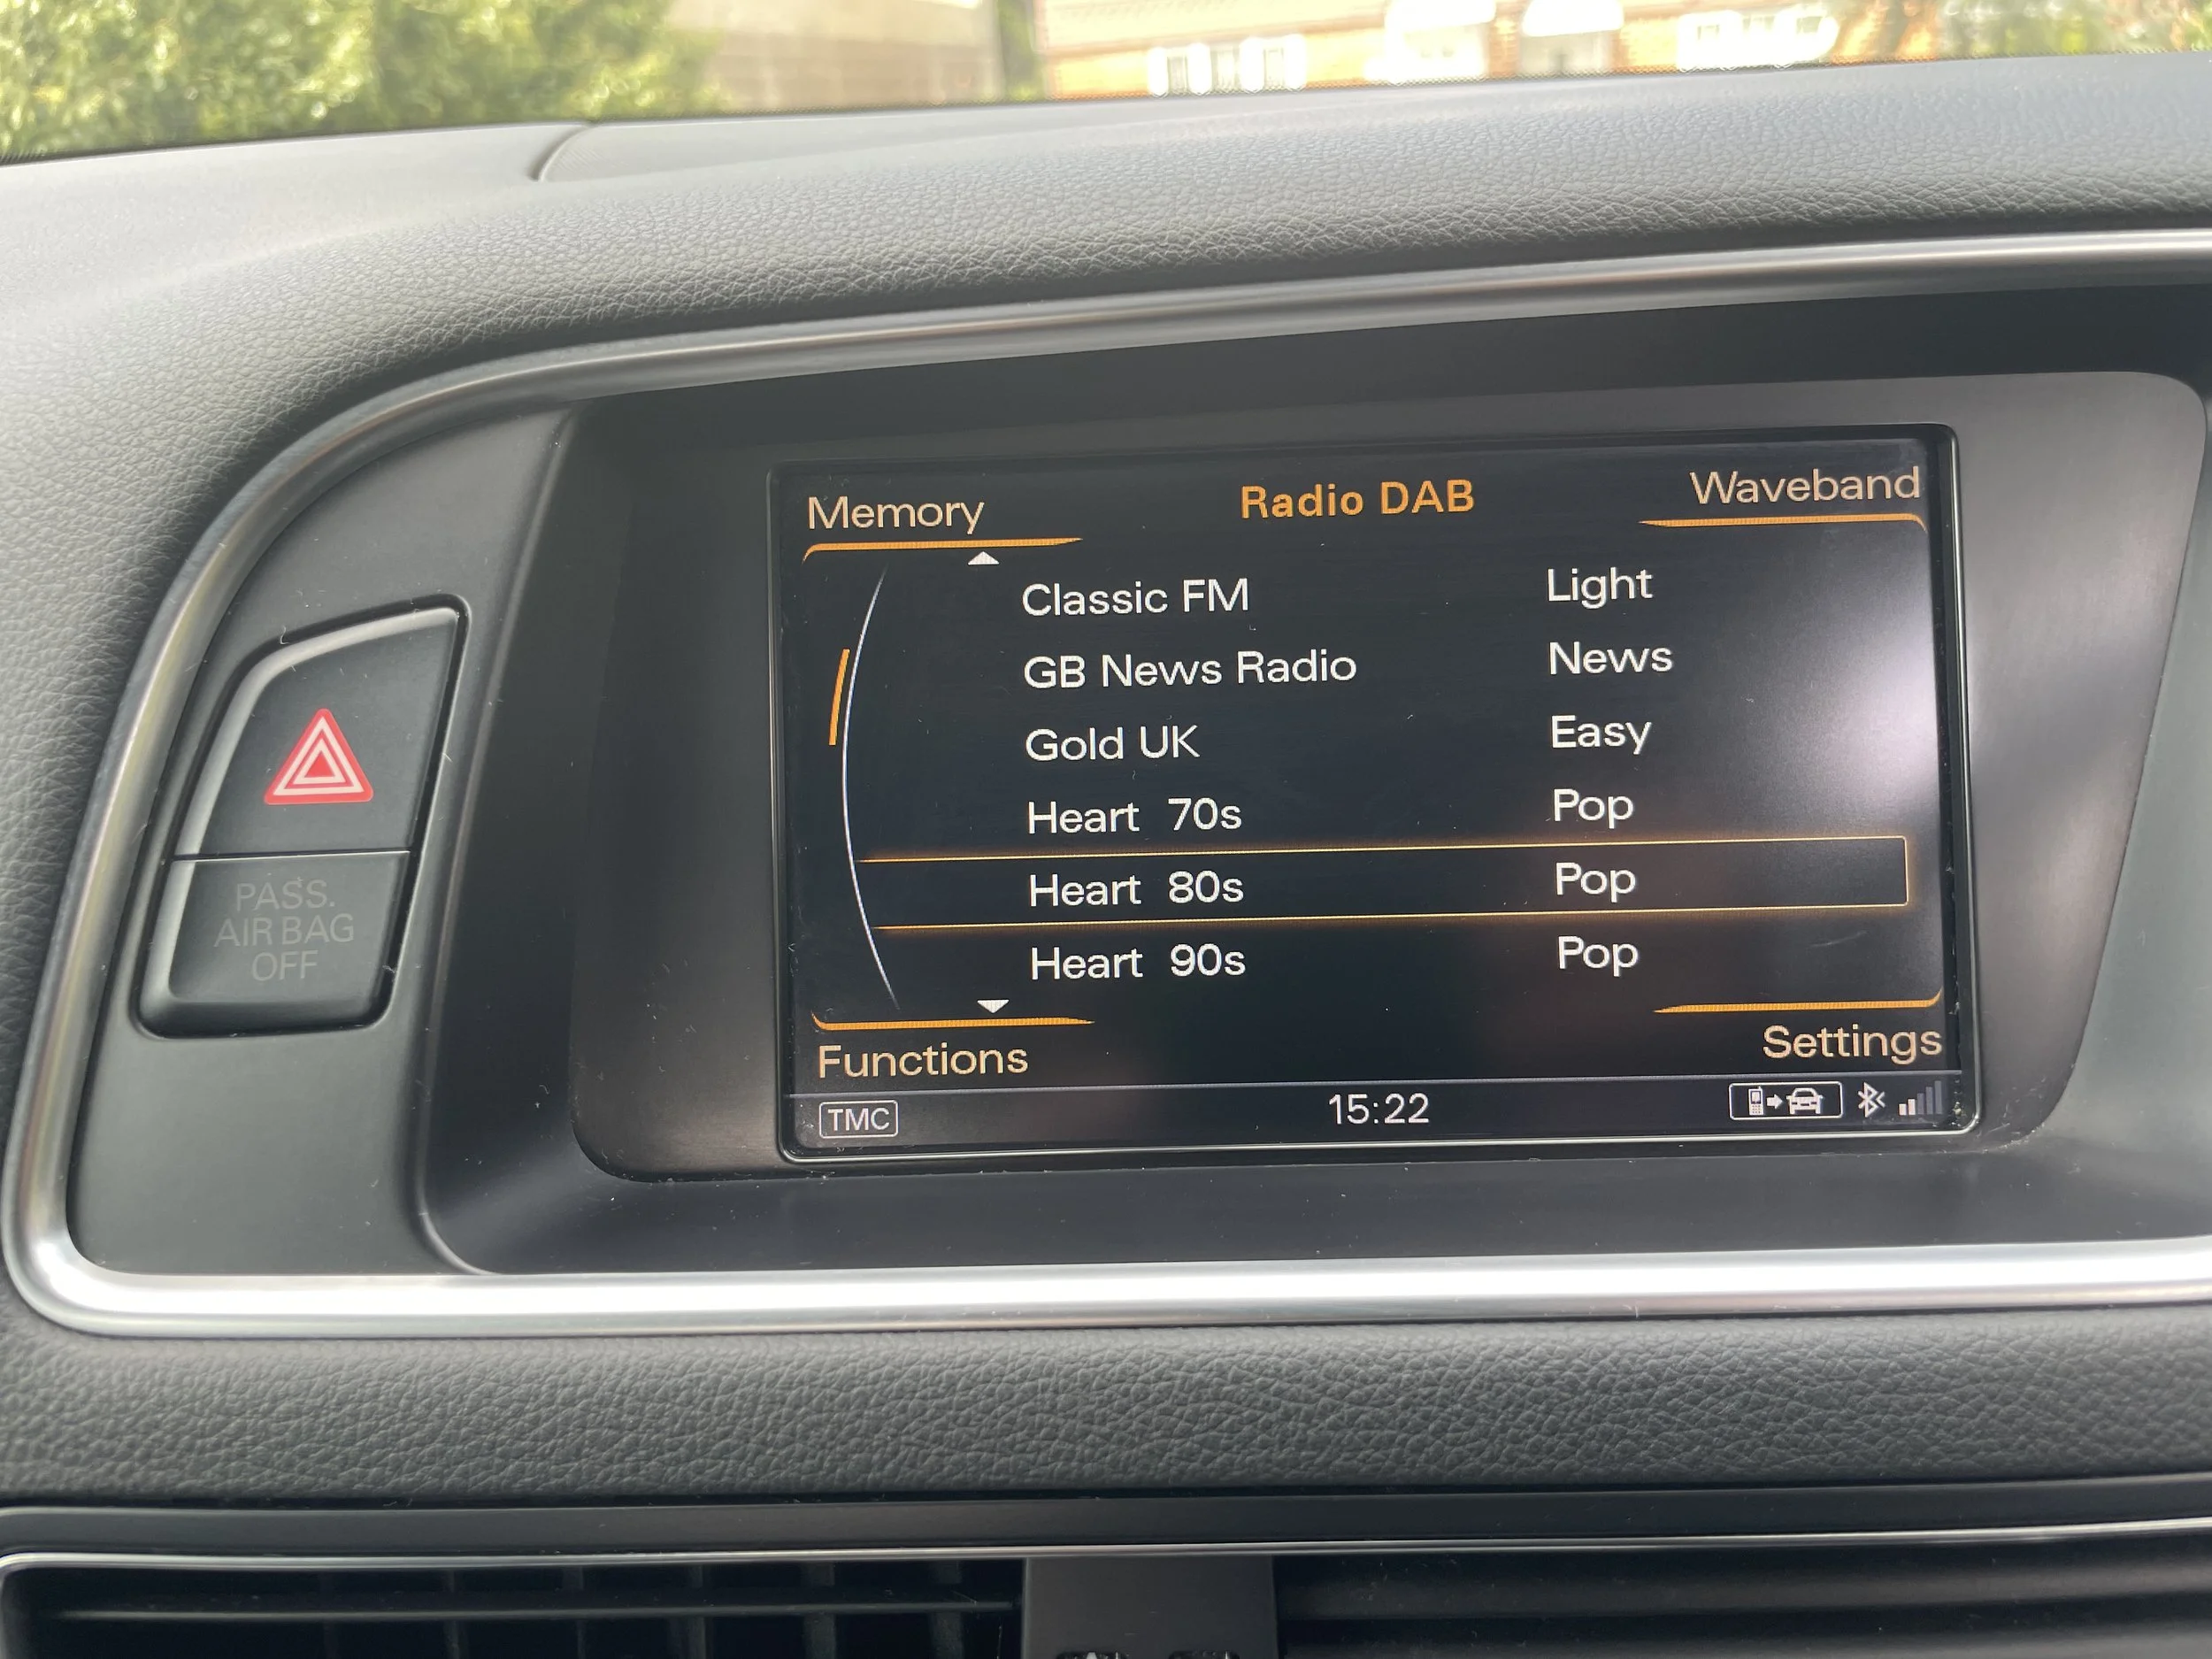 Memory
Radio DAB
Waveband
Classic FM Light
GB News Radio News
Gold UK Easy
Heart 70s Pop
Heart 80s Pop
Heart 90s Pop
Functions
Settings
TMC
15:22
PASS.
AIR BAG
OFF